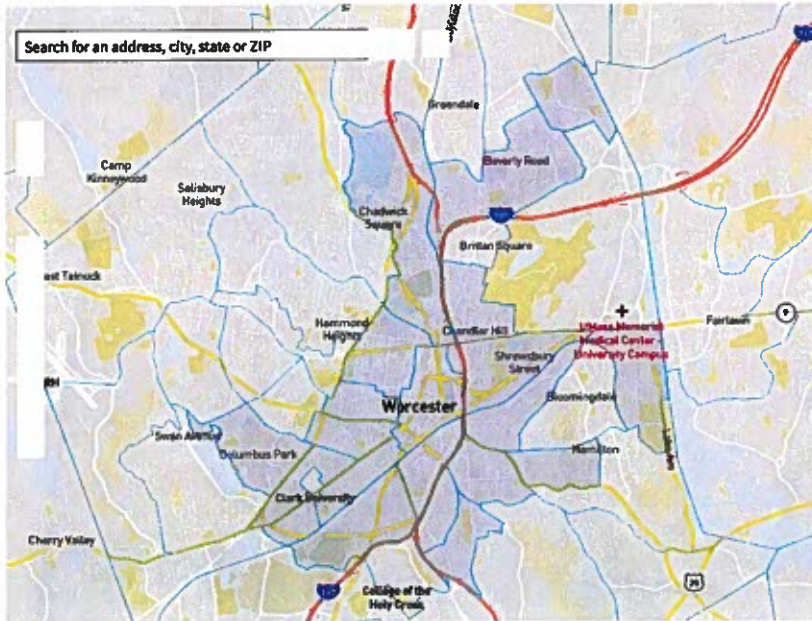 Search for an address, city, state or ZIP
Greendale
Beverly Road
Camp
Kinneywood
Salisbury
Heights
Chadwick
Square
Brittan Square
Hammond
Heights
Chandler Hill
Fairlawn
9
UMass Memorial
Medical Center -
University Campus
Shrewsbury
Street
Worcester
Bloomingdale
Columbus Park
Hamilton
Clark University
Cherry Valley
20
College of the
Holy Cross